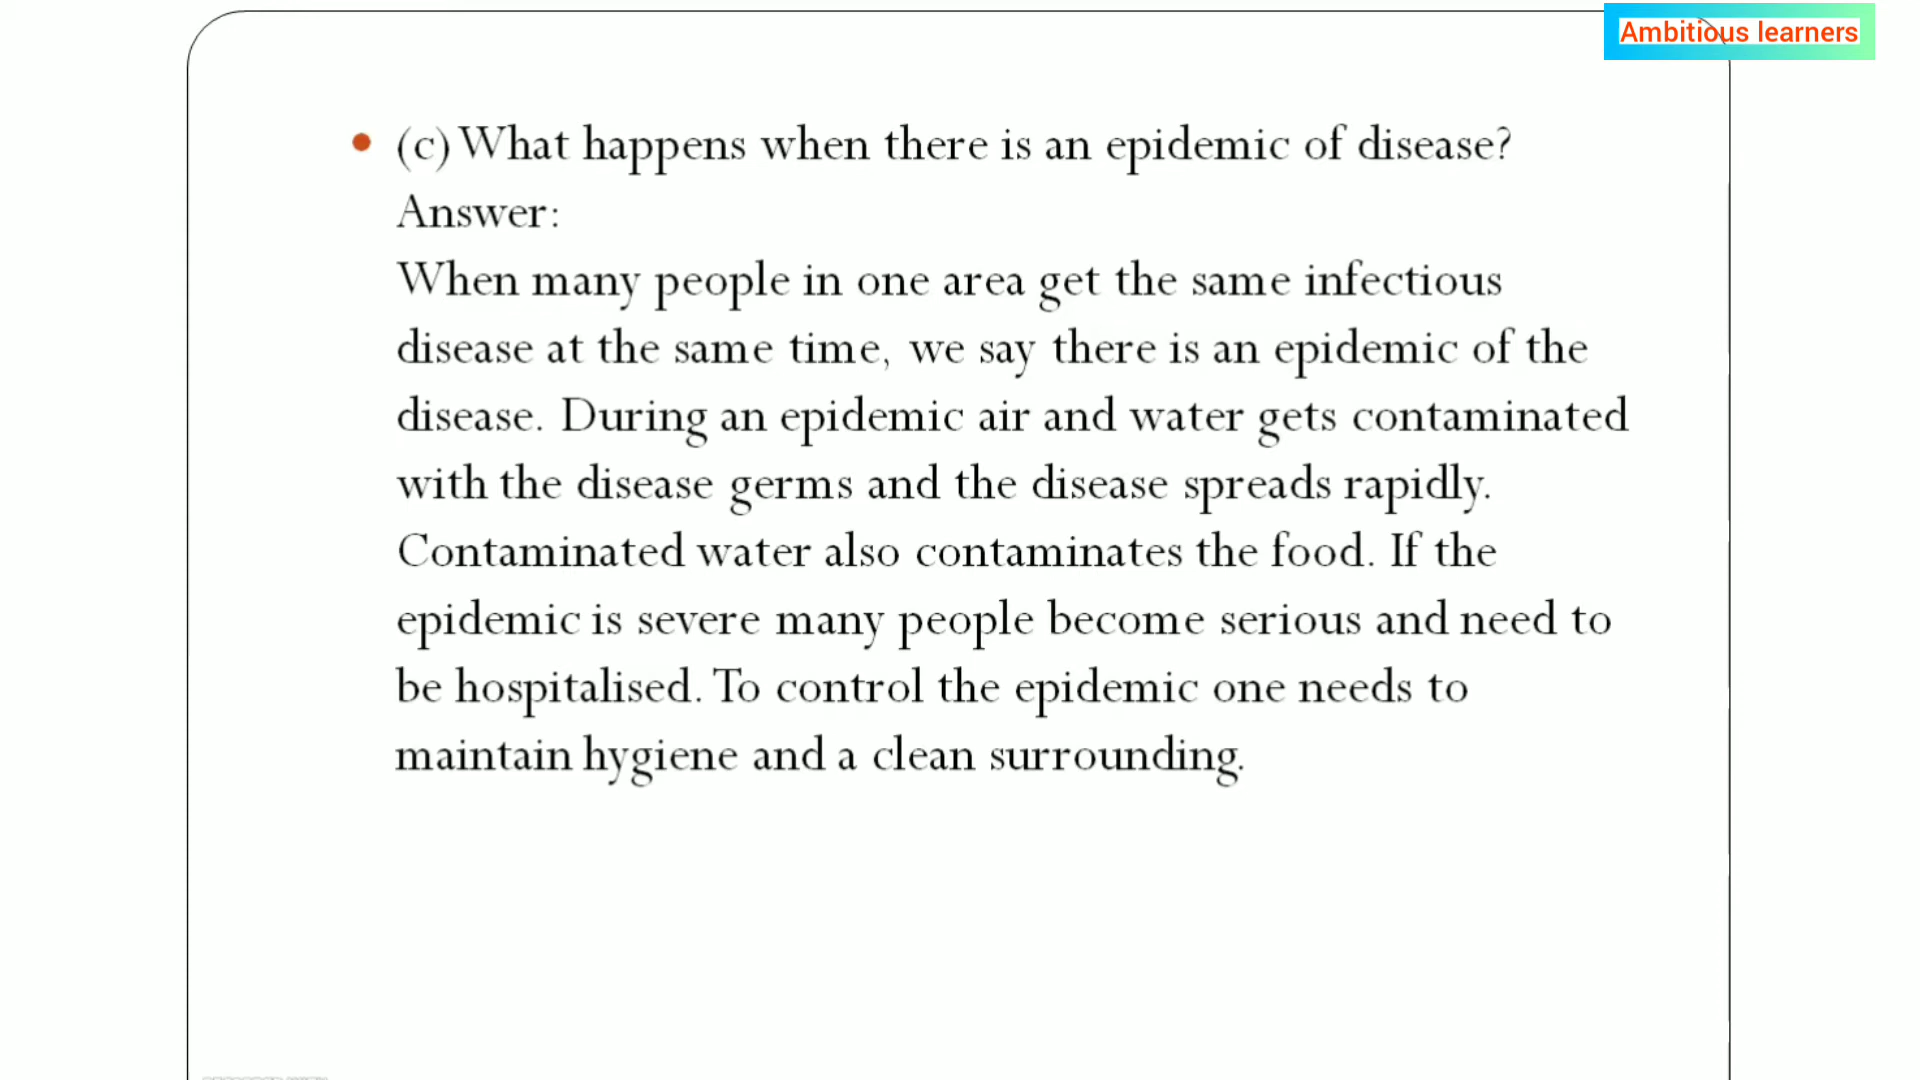 Ambitious learners
• (c) What happens when there is an epidemic of disease?
Answer:
When many people in one area get the same infectious
disease at the same time, we say there is an epidemic of the
disease. During an epidemic air and water gets contaminated
with the disease germs and the disease spreads rapidly.
Contaminated water also contaminates the food. If the
epidemic is severe many people become serious and need to
be hospitalised. To control the epidemic one needs to
maintain hygiene and a clean surrounding.